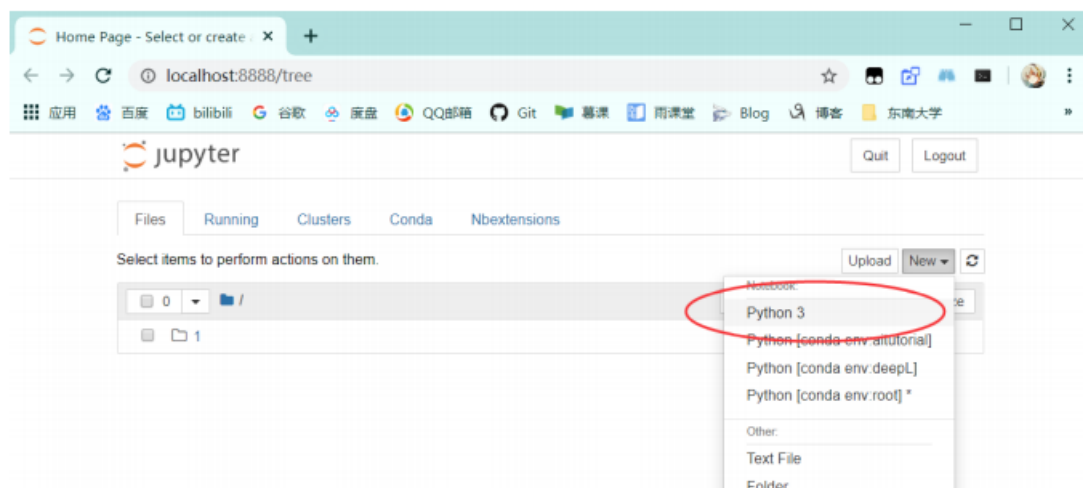 Home Page - Select or create
localhost:8888/tree
应用 百度 bilibili 谷歌 度盘 QQ邮箱 Git 慕课 雨课堂 Blog 博客 东南大学 »
jupyter Quit Logout
Files Running Clusters Conda Nbextensions
Select items to perform actions on them. Upload New
0 /
Notebook:
Python 3
1
Python [conda env:aitutorial]
Python [conda env:deepL]
Python [conda env:root] *
Other:
Text File
Folder